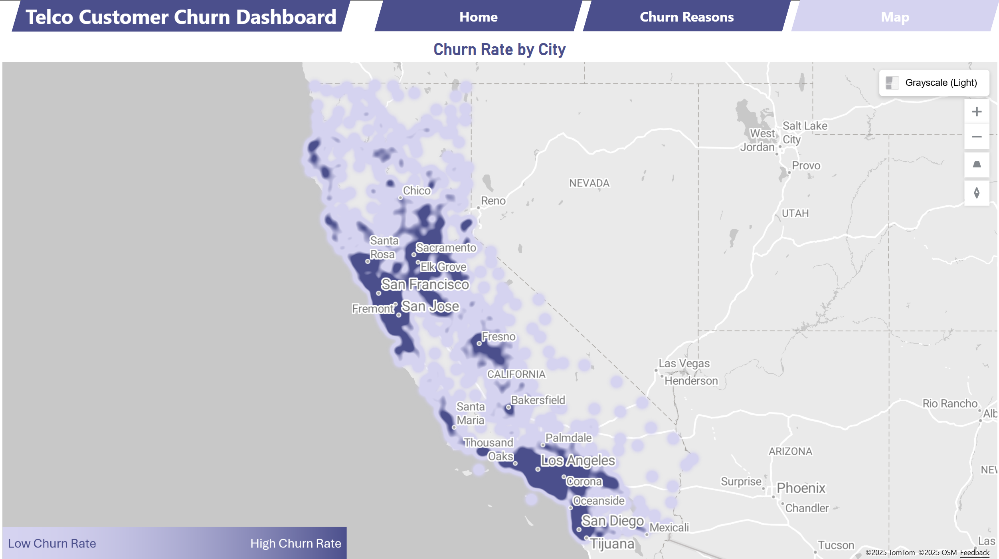 Telco Customer Churn Dashboard
Home
Churn Reasons
Map
Churn Rate by City
Grayscale (Light)
Salt Lake
City
West
Jordan
Provo
NEVADA
Chico
Reno
UTAH
Santa
Rosa
Sacramento
Elk Grove
San Francisco
Fremont
San Jose
Fresno
Las Vegas
Henderson
CALIFORNIA
Bakersfield
Santa
Maria
Rio Rancho
Alb
Palmdale
Thousand
Oaks
Los Angeles
Corona
ARIZONA
NEV
Surprise
Phoenix
Oceanside
Chandler
San Diego
Mexicali
Tijuana
Tucson
Las
Low Churn Rate
High Churn Rate
©2025 TomTom ©2025 OSM Feedback